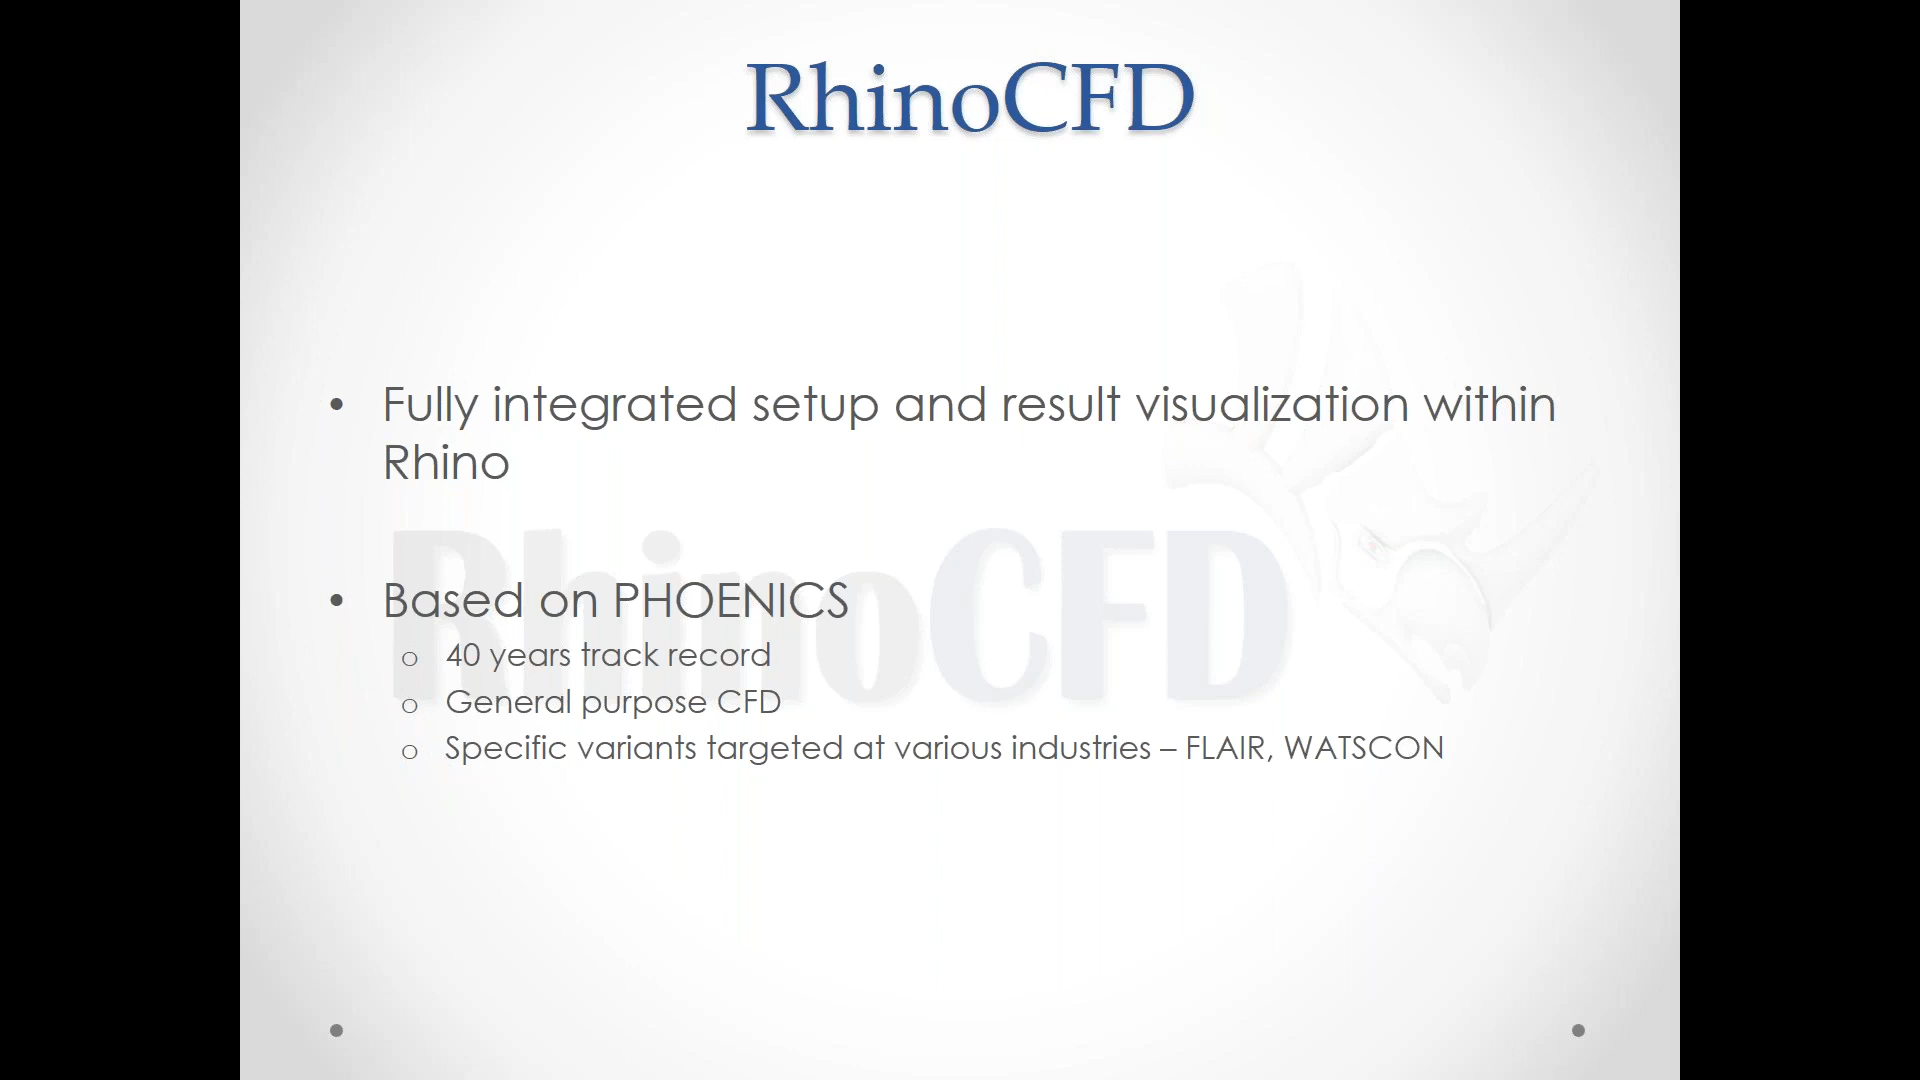 RhinoCFD
• Fully integrated setup and result visualization within
Rhino
RhinoCFD
• Based on PHOENICS
o 40 years track record
o General purpose CFD
o Specific variants targeted at various industries – FLAIR, WATSCON